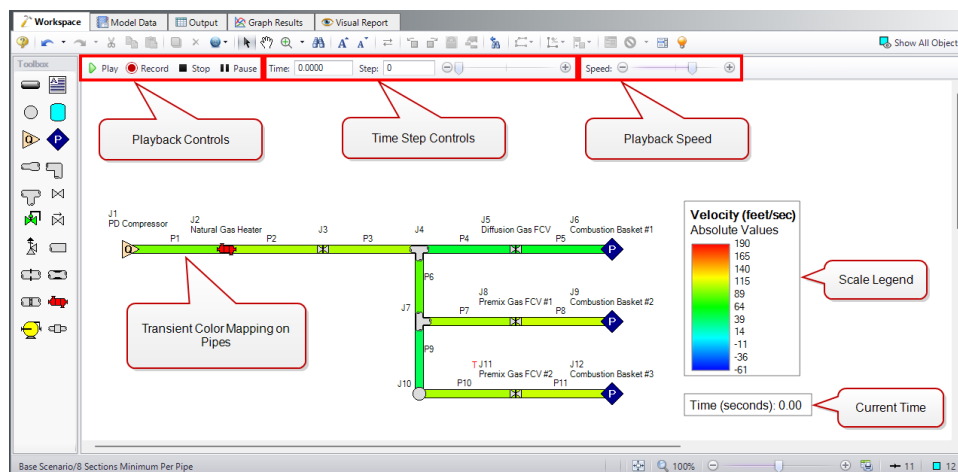 Workspace Model Data Output Graph Results Visual Report
Show All Object
Toolbox
Play Record Stop Pause Time: 0.0000 Step: 0 Speed:
Playback Controls
Time Step Controls
Playback Speed
J1
PD Compressor
P1
J2
Natural Gas Heater
P2
J3
P3
J4
J5
Diffusion Gas FCV
P4
P5
J6
Combustion Basket #1
P6
J7
J8
Premix Gas FCV #1
P7
P8
J9
Combustion Basket #2
P9
J10
T J11
Premix Gas FCV #2
P10
P11
J12
Combustion Basket #3
Q
P
P
P
Q
P
A
A
Transient Color Mapping on
Pipes
Velocity (feet/sec)
Absolute Values
190
165
140
115
89
64
39
14
-11
-36
-61
Scale Legend
Time (seconds): 0.00
Current Time
Base Scenario/8 Sections Minimum Per Pipe
100%
11
12